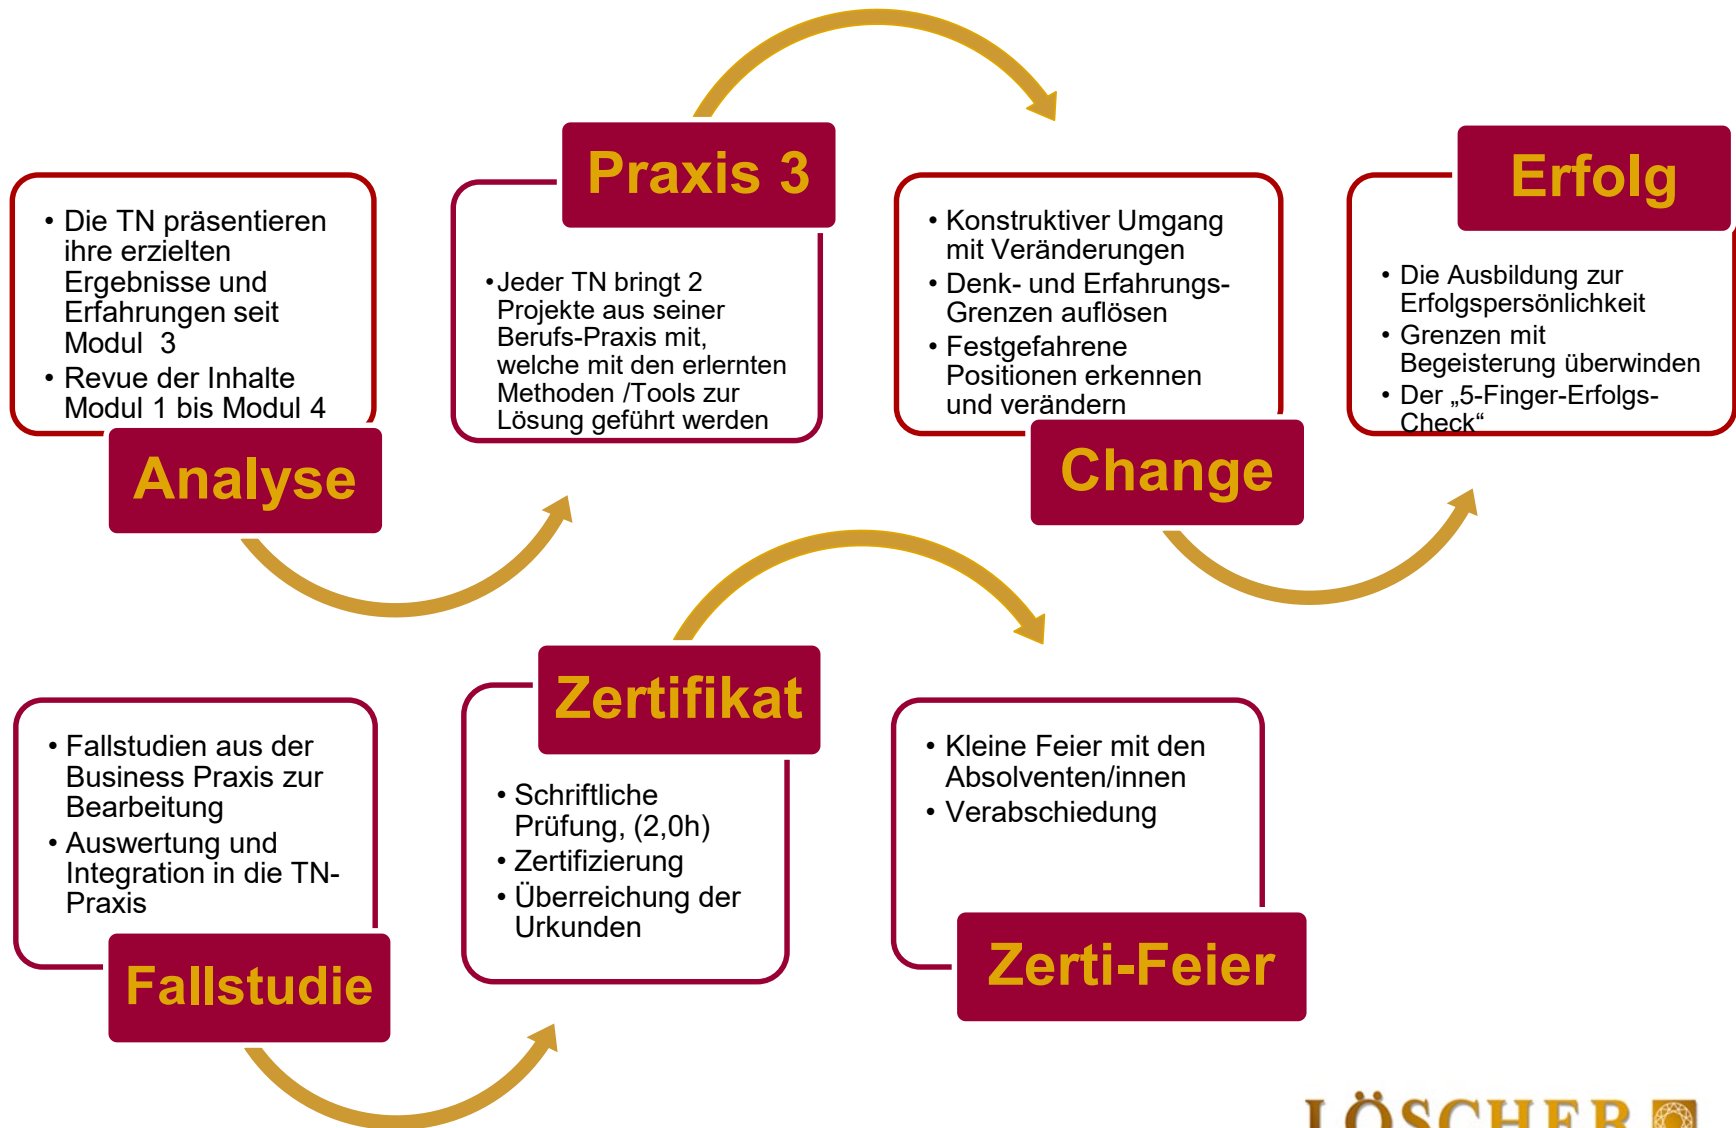 • Die TN präsentieren
ihre erzielten
Ergebnisse und
Erfahrungen seit
Modul  3
• Revue der Inhalte
Modul 1 bis Modul 4
Analyse
Praxis 3
• Jeder TN bringt 2
Projekte aus seiner
Berufs-Praxis mit,
welche mit den erlernten
Methoden /Tools zur
Lösung geführt werden
• Konstruktiver Umgang
mit Veränderungen
• Denk- und Erfahrungs-
Grenzen auflösen
• Festgefahrene
Positionen erkennen
und verändern
Change
Erfolg
• Die Ausbildung zur
Erfolgspersönlichkeit
• Grenzen mit
Begeisterung überwinden
• Der „5-Finger-Erfolgs-
Check“
• Fallstudien aus der
Business Praxis zur
Bearbeitung
• Auswertung und
Integration in die TN-
Praxis
Fallstudie
Zertifikat
• Schriftliche
Prüfung, (2,0h)
• Zertifizierung
• Überreichung der
Urkunden
• Kleine Feier mit den
Absolventen/innen
• Verabschiedung
Zerti-Feier
LÖSCHER